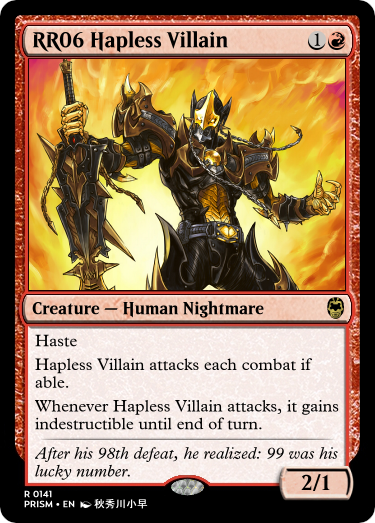 RR06 Hapless Villain 1
Creature — Human Nightmare
Haste
Hapless Villain attacks each combat if
able.
Whenever Hapless Villain attacks, it gains
indestructible until end of turn.
After his 98th defeat, he realized: 99 was his
lucky number.
2/1
R 0141
PRISM • EN 秋秀川小早